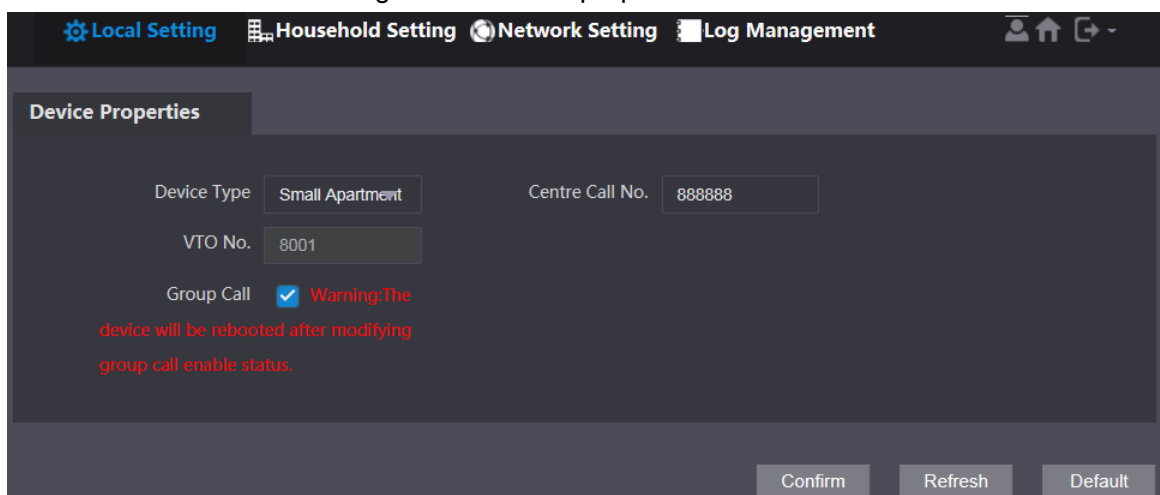 Local Setting Household Setting Network Setting Log Management
Device Properties
Device Type Small Apartment Centre Call No. 888888
VTO No. 8001
Group Call Warning:The
device will be rebooted after modifying
group call enable status.
Confirm Refresh Default